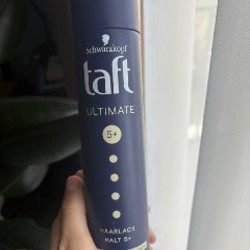 Schwarzkopf
taft
ULTIMATE
5+
HAARLACK
HALT 5+